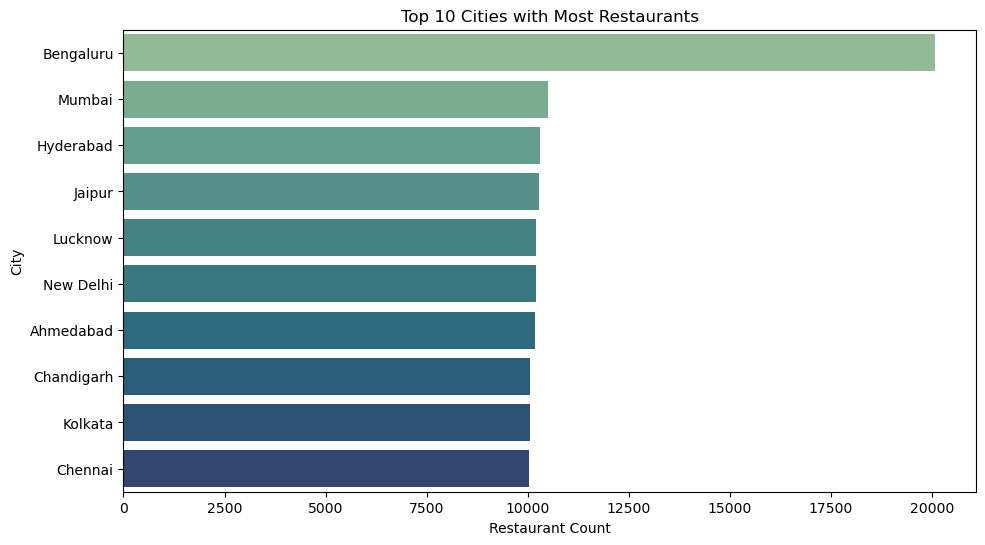 Top 10 Cities with Most Restaurants
City
Bengaluru
Mumbai
Hyderabad
Jaipur
Lucknow
New Delhi
Ahmedabad
Chandigarh
Kolkata
Chennai
0 2500 5000 7500 10000 12500 15000 17500 20000
Restaurant Count